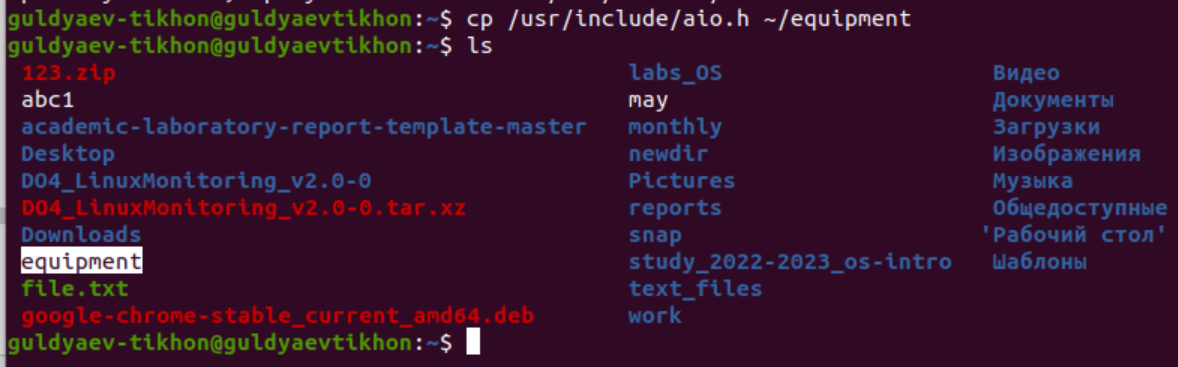 guldyaev-tikhon@guldyaevtikhon:~$ cp /usr/include/aio.h ~/equipment
guldyaev-tikhon@guldyaevtikhon:~$ ls
123.zip labs_OS Видео
abc1 may Документы
academic-laboratory-report-template-master monthly Загрузки
Desktop newdir Изображения
DO4_LinuxMonitoring_v2.0-0 Pictures Музыка
DO4_LinuxMonitoring_v2.0-0.tar.xz reports Общедоступные
Downloads snap 'Рабочий стол'
equipment study_2022-2023_os-intro Шаблоны
file.txt text_files
google-chrome-stable_current_amd64.deb work
guldyaev-tikhon@guldyaevtikhon:~$